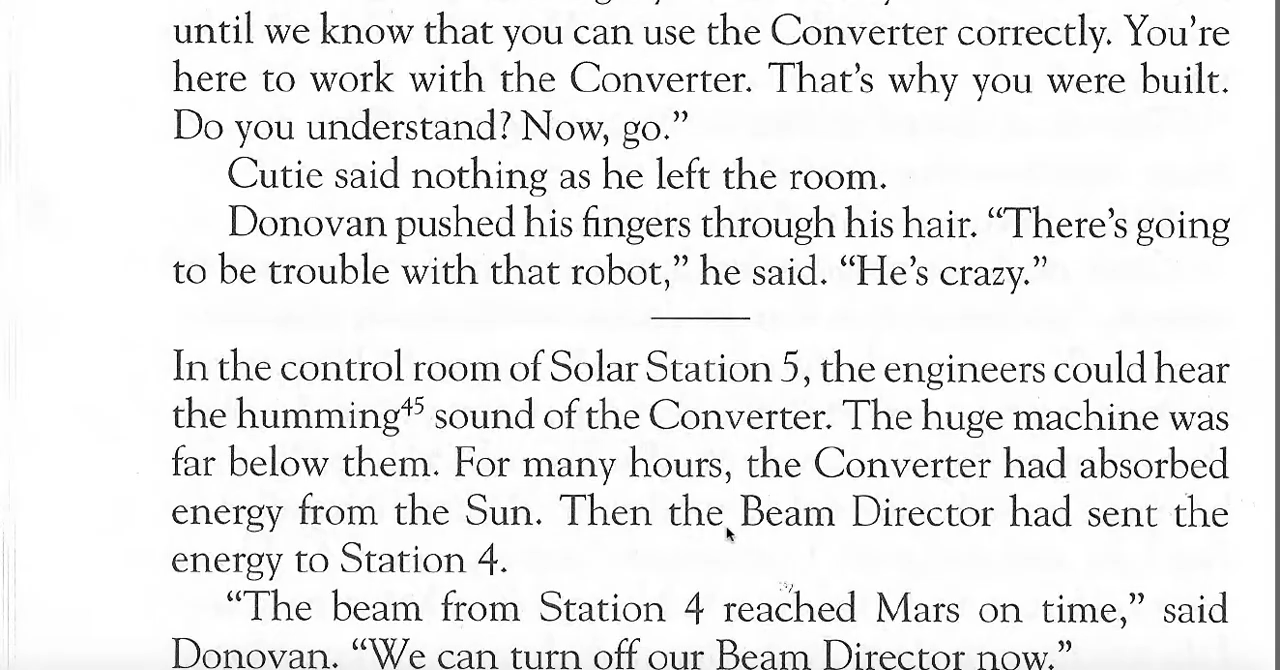 until we know that you can use the Converter correctly. You’re
here to work with the Converter. That’s why you were built.
Do you understand? Now, go.”
Cutie said nothing as he left the room.
Donovan pushed his fingers through his hair. “There’s going
to be trouble with that robot,” he said. “He’s crazy.”
In the control room of Solar Station 5, the engineers could hear
the humming45 sound of the Converter. The huge machine was
far below them. For many hours, the Converter had absorbed
energy from the Sun. Then the Beam Director had sent the
energy to Station 4.
“The beam from Station 4 reached Mars on time,” said
Donovan. “We can turn off our Beam Director now.”